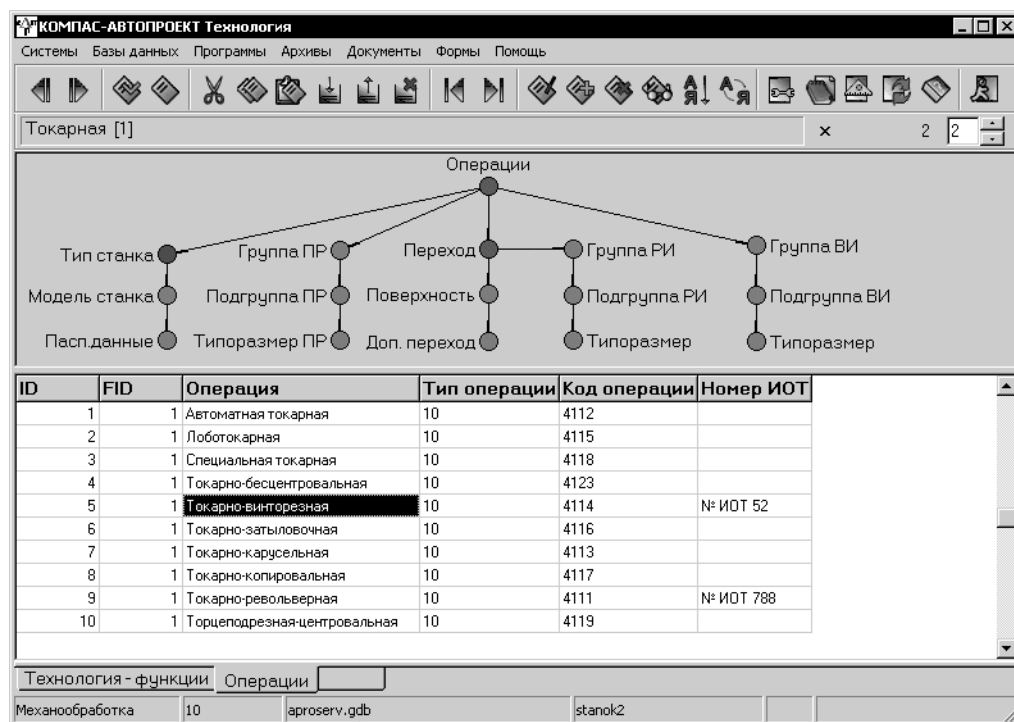 КОМПАС-АВТОПРОЕКТ Технология
Системы Базы данных Программы Архивы Документы Формы Помощь
Токарная [1] × 2 2
Операции
Тип станка Группа ПР Переход Группа РИ Группа ВИ
Модель станка Подгруппа ПР Поверхность Подгруппа РИ Подгруппа ВИ
Пасп.данные Типоразмер ПР Доп. переход Типоразмер Типоразмер
ID FID Операция Тип операции Код операции Номер ИОТ
1 1 Автоматная токарная 10 4112
2 1 Лоботокарная 10 4115
3 1 Специальная токарная 10 4118
4 1 Токарно-бесцентровальная 10 4123
5 1 Токарно-винторезная 10 4114 № ИОТ 52
6 1 Токарно-затыловочная 10 4116
7 1 Токарно-карусельная 10 4113
8 1 Токарно-копировальная 10 4117
9 1 Токарно-револьверная 10 4111 № ИОТ 788
10 1 Торцеподрезная-центровальная 10 4119
Технология - функции Операции
Механообработка 10 aproserv.gdb stanok2